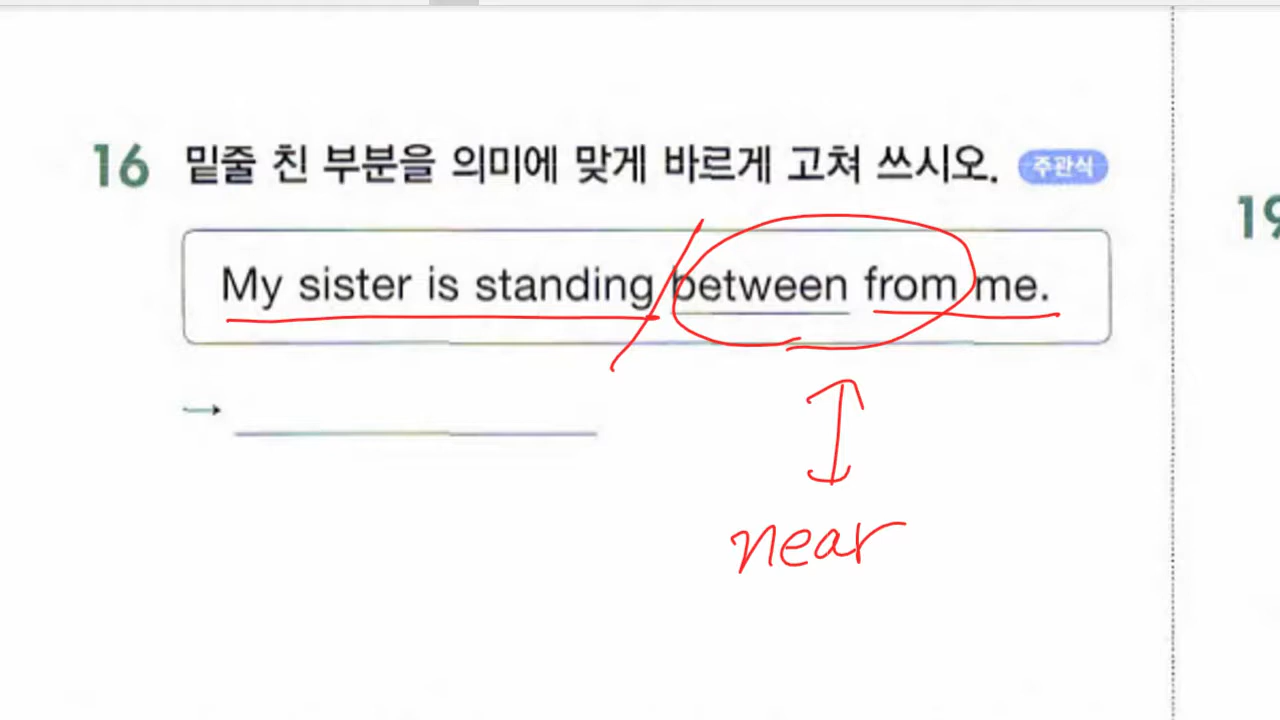 16 밑줄 친 부분을 의미에 맞게 바르게 고쳐 쓰시오. 주관식
My sister is standing between from me.
→
near
19